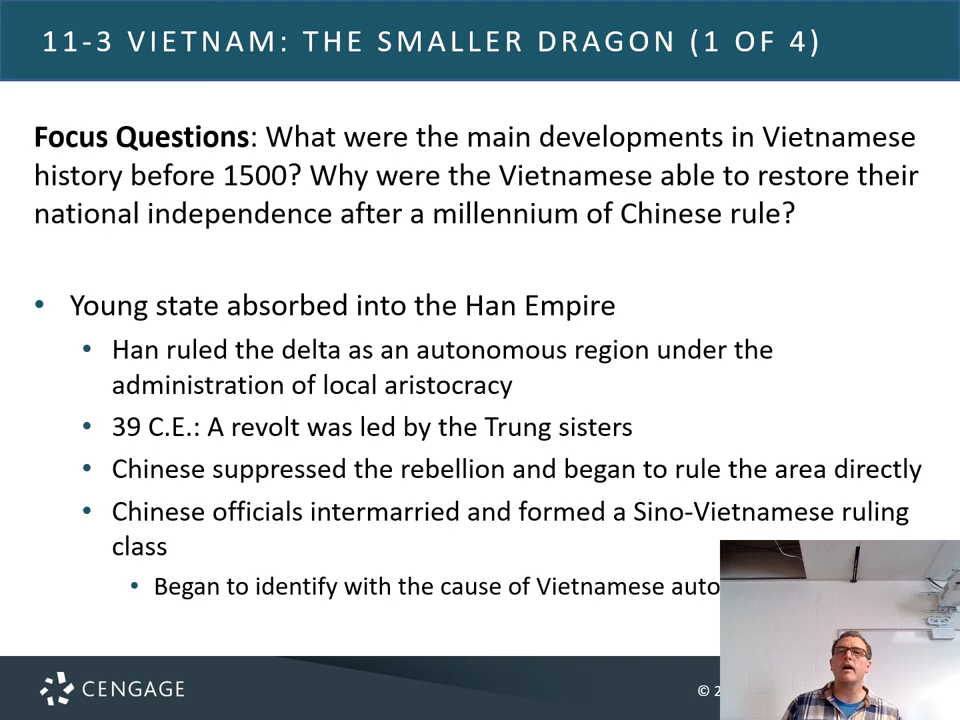 11-3 VIETNAM: THE SMALLER DRAGON (1 OF 4)
Focus Questions: What were the main developments in Vietnamese
history before 1500? Why were the Vietnamese able to restore their
national independence after a millennium of Chinese rule?
• Young state absorbed into the Han Empire
• Han ruled the delta as an autonomous region under the
administration of local aristocracy
• 39 C.E.: A revolt was led by the Trung sisters
• Chinese suppressed the rebellion and began to rule the area directly
• Chinese officials intermarried and formed a Sino-Vietnamese ruling
class
• Began to identify with the cause of Vietnamese auto
CENGAGE
© 2